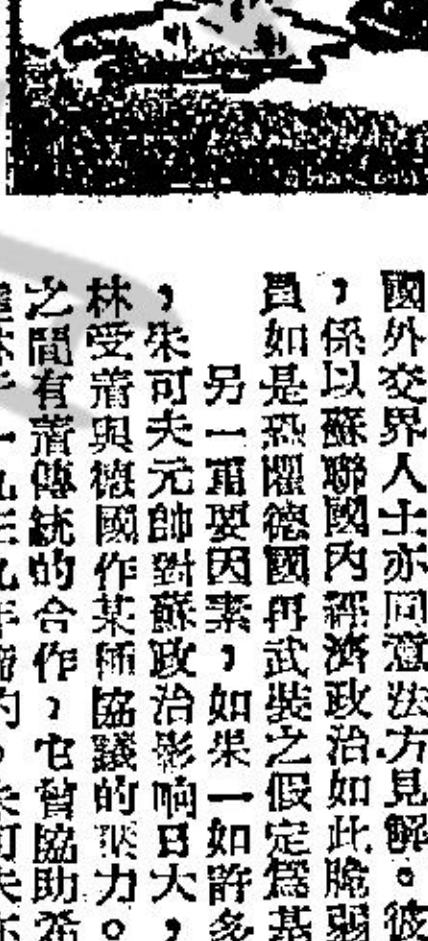 國外交界人士亦同意法方見解。彼
，係以蘇聯國內經濟政治如此脆弱
如是恐懼德國再武裝之假定爲基
另一重要因素，如果一如許多
，朱可夫元帥對蘇政治影响日大，
林受着與德國作某種協議的壓力。
之間有着傳統的合作，它曾協助希